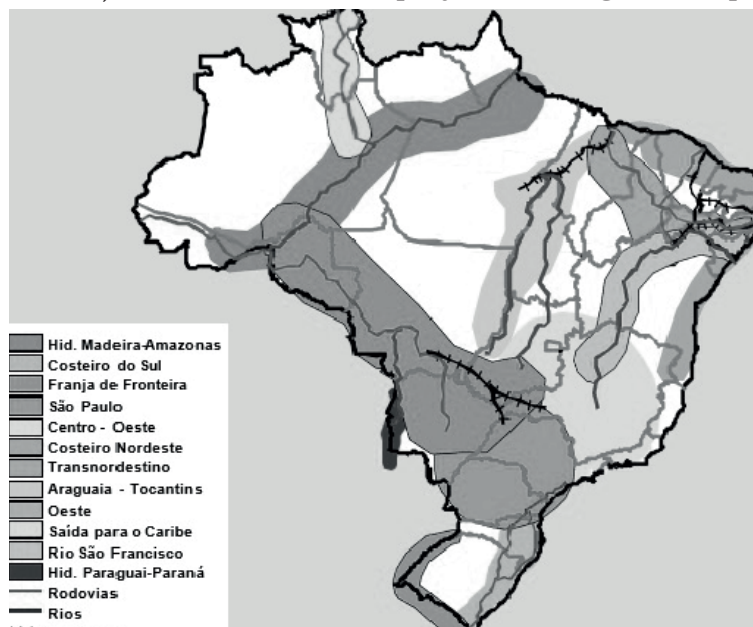 Hid. Madeira-Amazonas
Costeiro do Sul
Franja de Fronteira
São Paulo
Centro - Oeste
Costeiro Nordeste
Transnordestino
Araguaia - Tocantins
Oeste
Saída para o Caribe
Rio São Francisco
Hid. Paraguai-Paraná
Rodovias
Rios